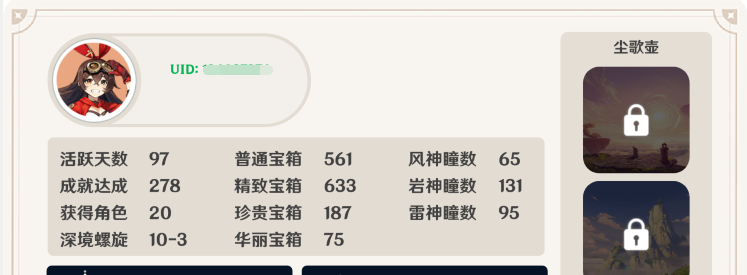 UID:
尘歌壶
活跃天数 97 普通宝箱 561 风神瞳数 65
成就达成 278 精致宝箱 633 岩神瞳数 131
获得角色 20 珍贵宝箱 187 雷神瞳数 95
深境螺旋 10-3 华丽宝箱 75